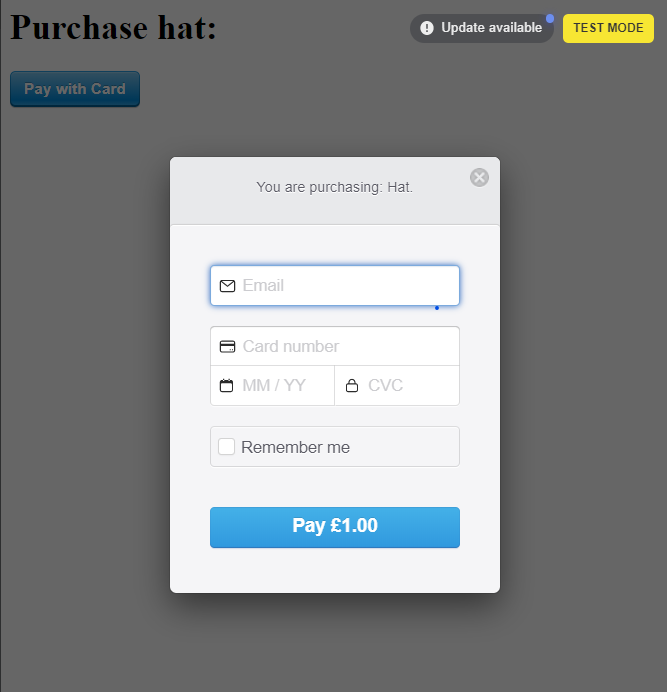 Purchase hat:
Update available
TEST MODE
Pay with Card
You are purchasing: Hat.
Email
Card number
MM / YY
CVC
Remember me
Pay £1.00